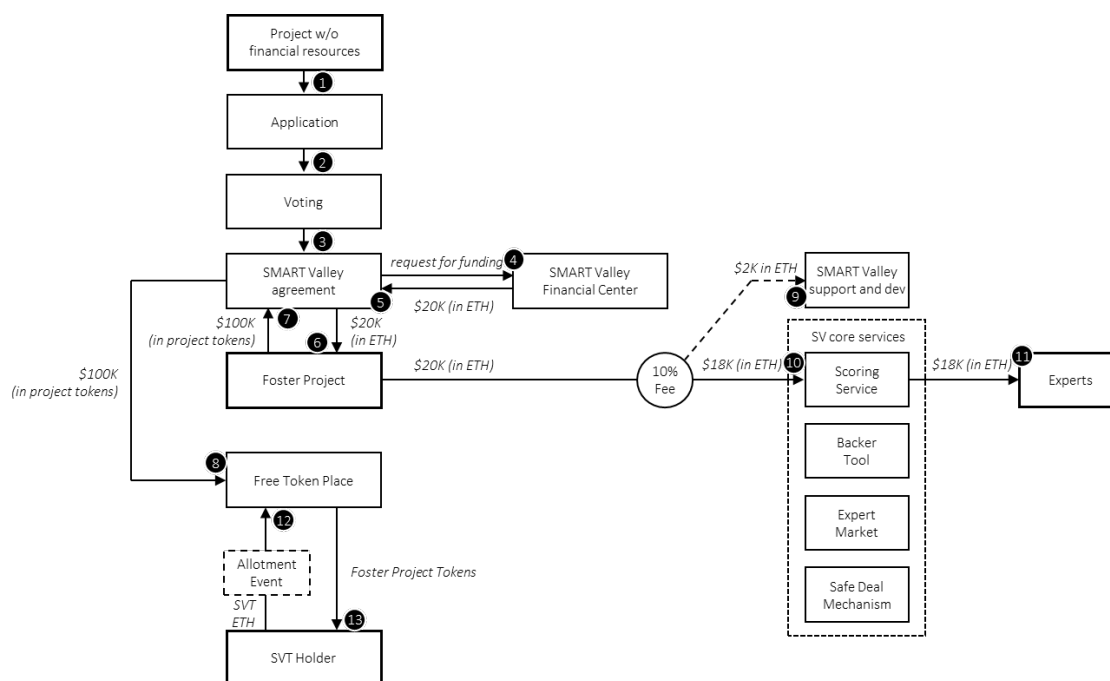 Project w/o
financial resources
1
Application
2
Voting
3
SMART Valley
agreement
request for funding
4
SMART Valley
Financial Center
5
$20K (in ETH)
$2K in ETH
9
SMART Valley
support and dev
7
$100K
(in project tokens)
6
$20K
(in ETH)
Foster Project
$20K (in ETH)
10%
Fee
$18K (in ETH)
SV core services
10
Scoring
Service
$18K (in ETH)
11
Experts
Backer
Tool
Expert
Market
Safe Deal
Mechanism
$100K
(in project tokens)
8
Free Token Place
12
Allotment
Event
SVT
ETH
Foster Project Tokens
13
SVT Holder